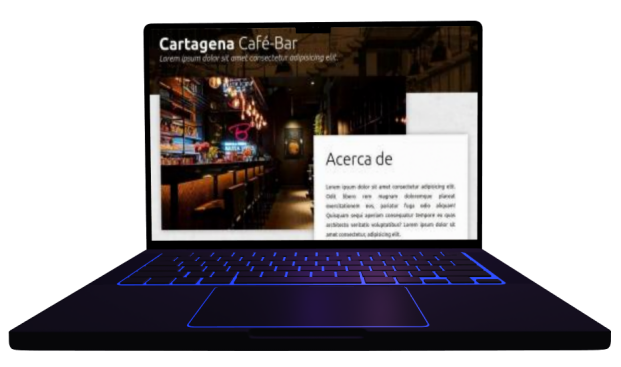 Cartagena Café-Bar
Lorem ipsum dolor sit amet consectetur adipisicing elit.
Acerca de
Lorem ipsum dolor sit amet consectetur adipisicing elit.
Odit libero rem magnam doloremque placeat
exercitationem eos, pariatur fuga odio aliquam!
Quisquam sequi aperiam consequatur tempore ex quos
architecto veritatis voluptatibus! Lorem ipsum dolor sit
amet consectetur, adipisicing elit.